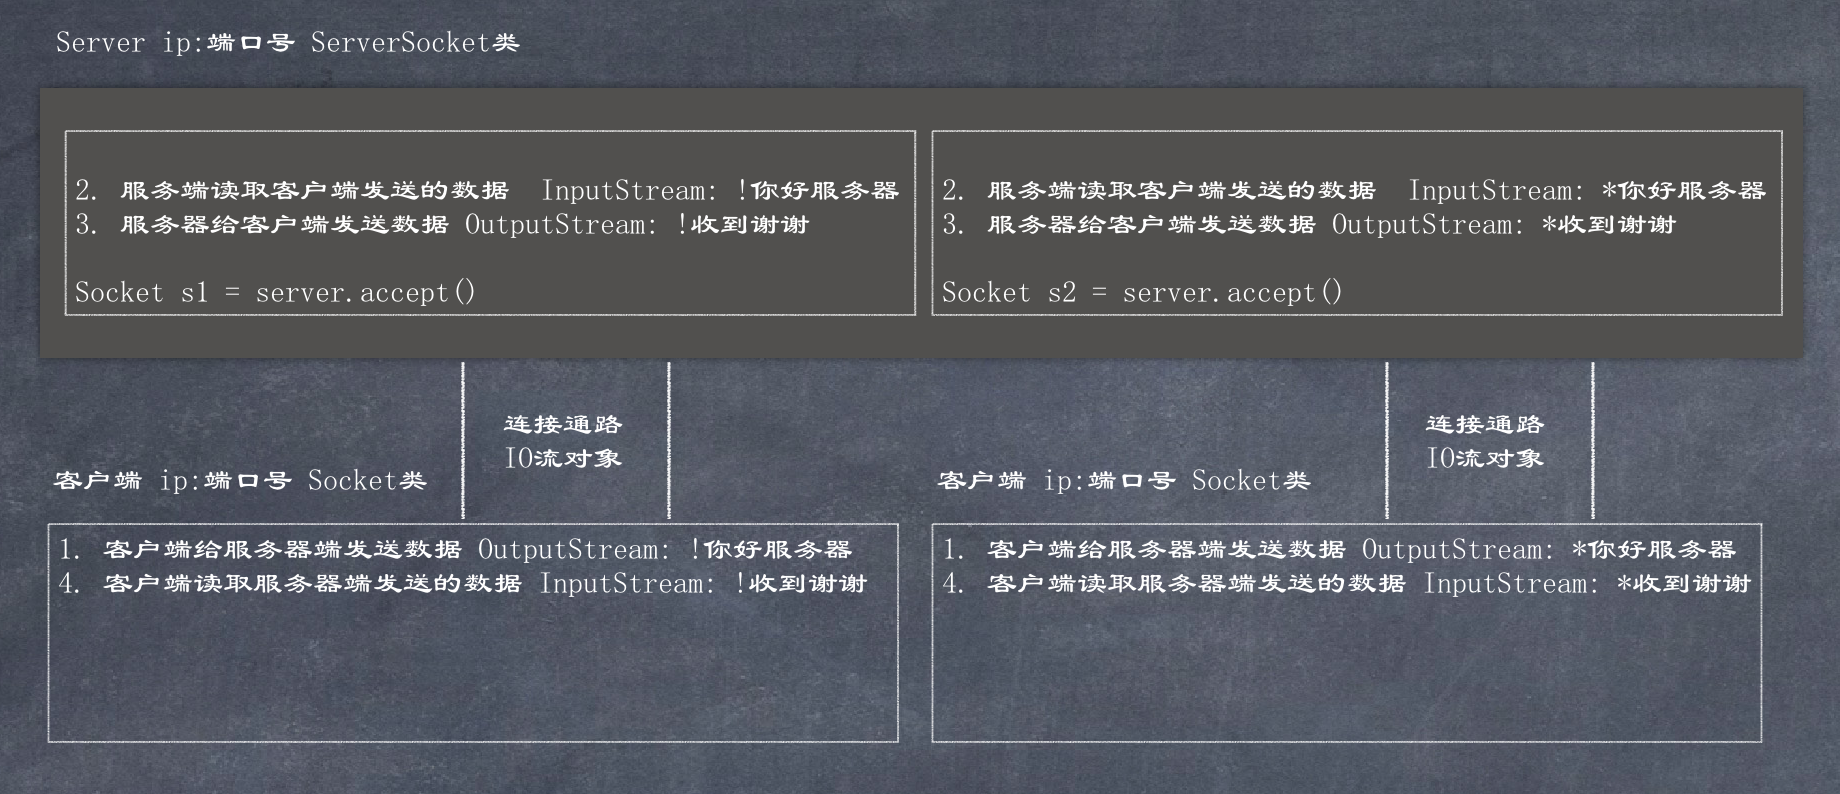 Server ip:端口号 ServerSocket类
2. 服务端读取客户端发送的数据  InputStream: !你好服务器
3. 服务器给客户端发送数据 OutputStream: !收到谢谢
Socket s1 = server.accept()
2. 服务端读取客户端发送的数据  InputStream: *你好服务器
3. 服务器给客户端发送数据 OutputStream: *收到谢谢
Socket s2 = server.accept()
连接通路
IO流对象
连接通路
IO流对象
客户端 ip:端口号 Socket类
1. 客户端给服务器端发送数据 OutputStream: !你好服务器
4. 客户端读取服务器端发送的数据 InputStream: !收到谢谢
客户端 ip:端口号 Socket类
1. 客户端给服务器端发送数据 OutputStream: *你好服务器
4. 客户端读取服务器端发送的数据 InputStream: *收到谢谢